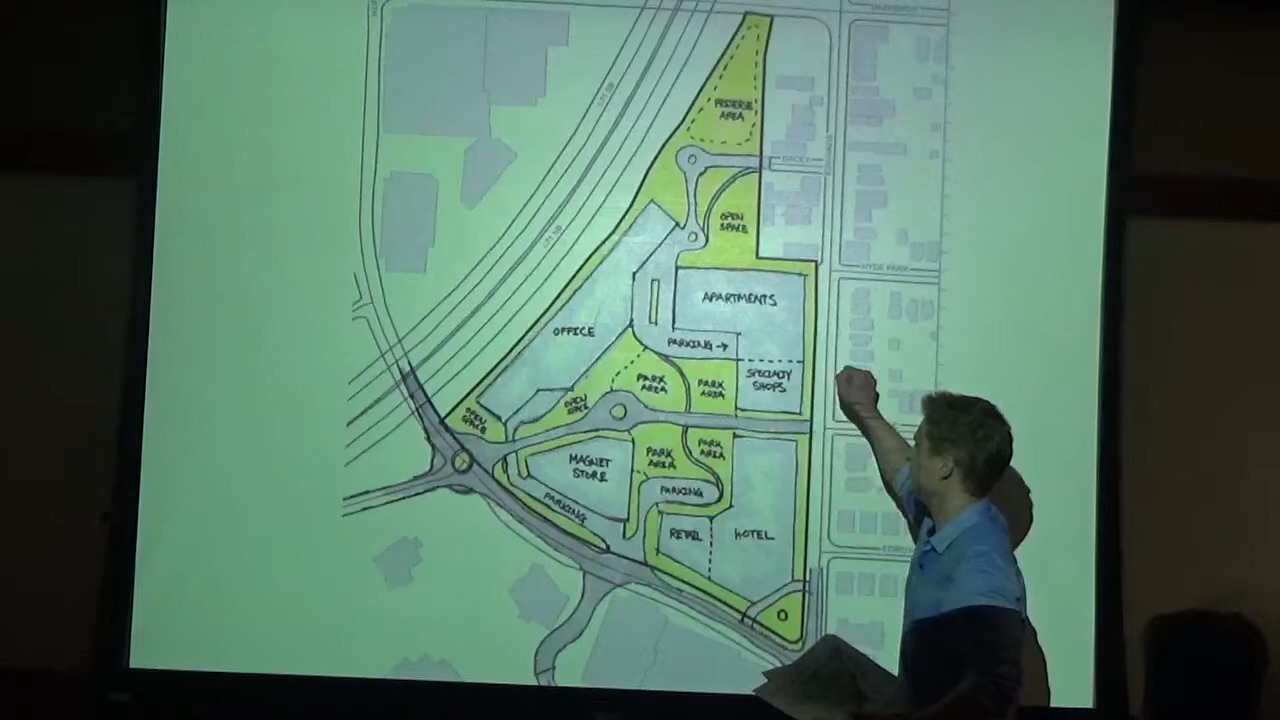 PRESERVE
AREA
OPEN
SPACE
HYDE PARK
APARTMENTS
OFFICE
PARKING →
SPECIALTY
SHOPS
PARK
AREA
PARK
AREA
OPEN
SPACE
OPEN
SPACE
PARK
AREA
PARK
AREA
MAGNET
STORE
PARKING
PARKING
RETAIL
HOTEL